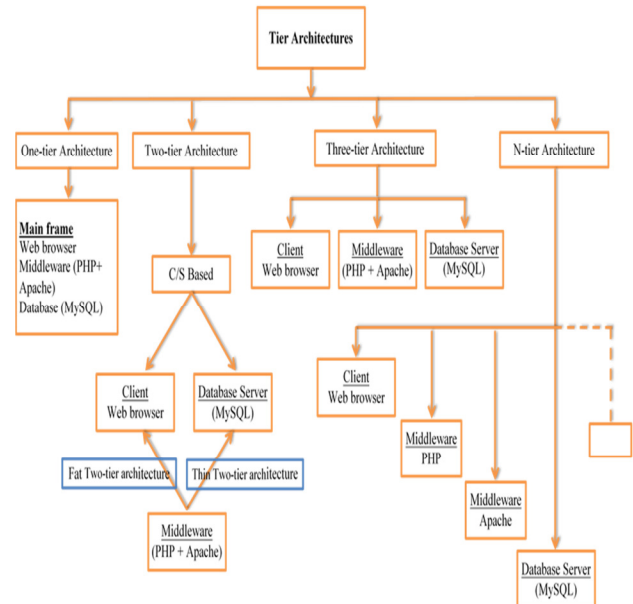 Tier Architectures
One-tier Architecture
Two-tier Architecture
Three-tier Architecture
N-tier Architecture
Main frame
Web browser
Middleware (PHP+
Apache)
Database (MySQL)
C/S Based
Client
Web browser
Middleware
(PHP + Apache)
Database Server
(MySQL)
Client
Web browser
Database Server
(MySQL)
Fat Two-tier architecture
Thin Two-tier architecture
Middleware
(PHP + Apache)
Client
Web browser
Middleware
PHP
Middleware
Apache
Database Server
(MySQL)